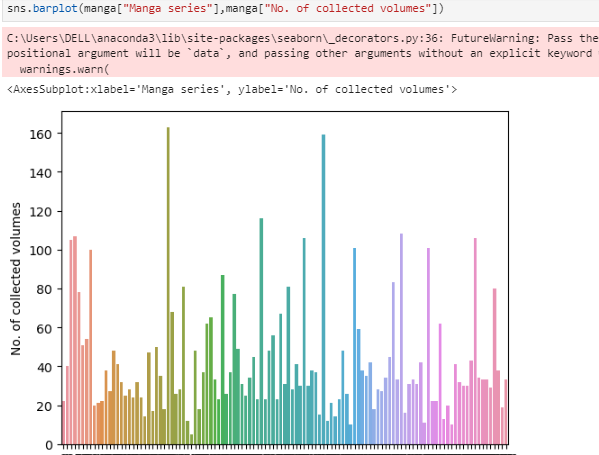 sns.barplot(manga["Manga series"],manga["No. of collected volumes"])
C:\Users\DELL\anaconda3\lib\site-packages\seaborn\_decorators.py:36: FutureWarning: Pass the
positional argument will be `data`, and passing other arguments without an explicit keyword
warnings.warn(
<AxesSubplot:xlabel='Manga series', ylabel='No. of collected volumes'>
No. of collected volumes
160
140
120
100
80
60
40
20
0